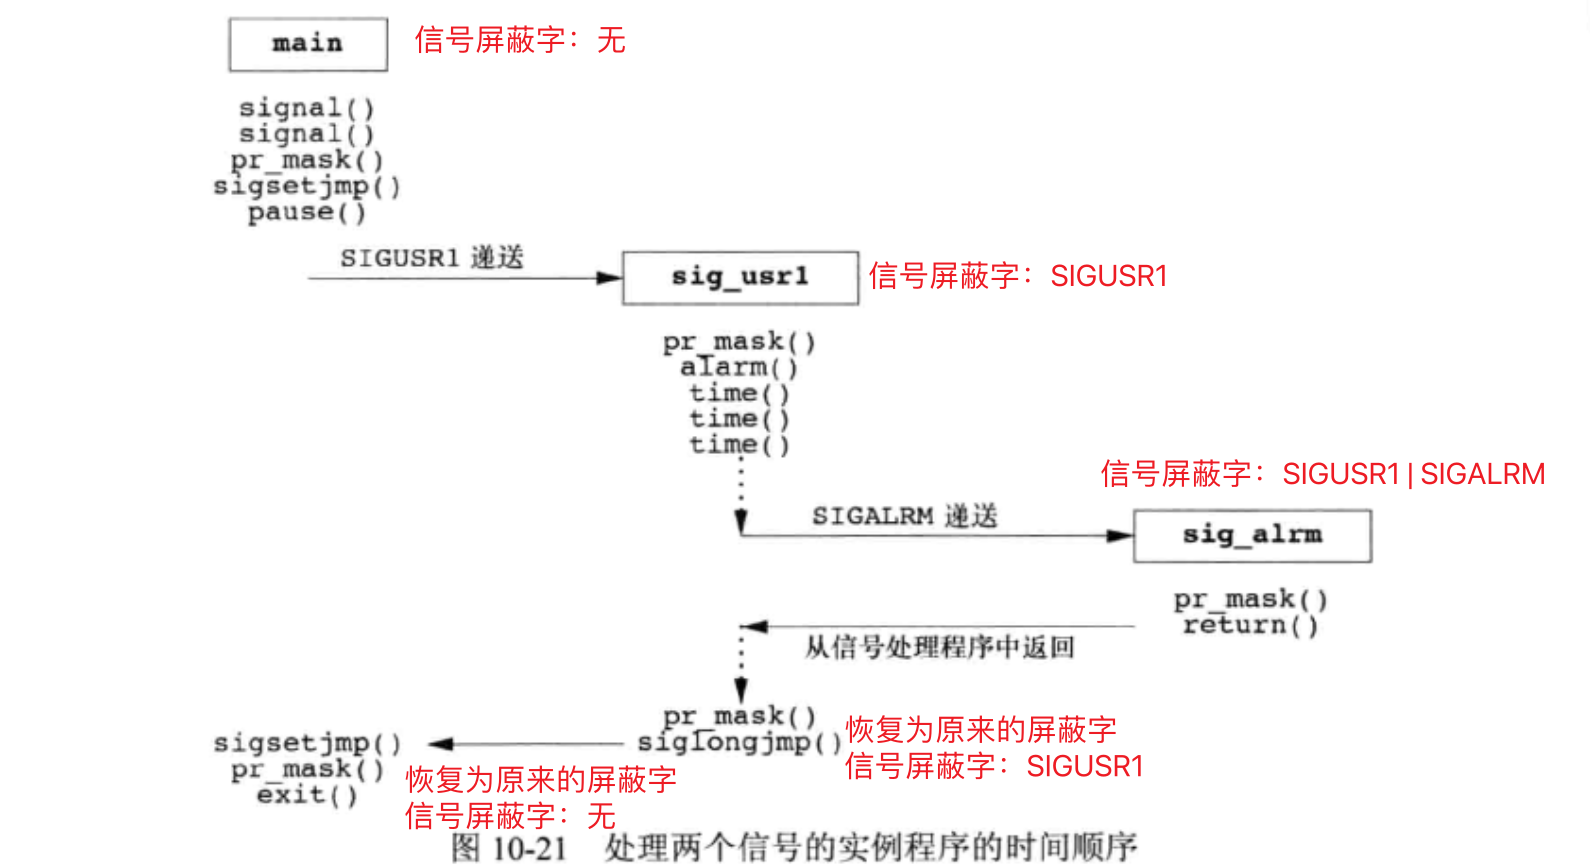 main 信号屏蔽字：无
signal()
signal()
pr_mask()
sigsetjmp()
pause()
SIGUSR1 递送
sig_usr1 信号屏蔽字：SIGUSR1
pr_mask()
alarm()
time()
time()
time()
信号屏蔽字：SIGUSR1 | SIGALRM
SIGALRM 递送
sig_alrm
pr_mask()
return()
从信号处理程序中返回
pr_mask()
siglongjmp()
恢复为原来的屏蔽字
信号屏蔽字：SIGUSR1
sigsetjmp()
pr_mask()
exit()
恢复为原来的屏蔽字
信号屏蔽字：无
图 10-21 处理两个信号的实例程序的时间顺序